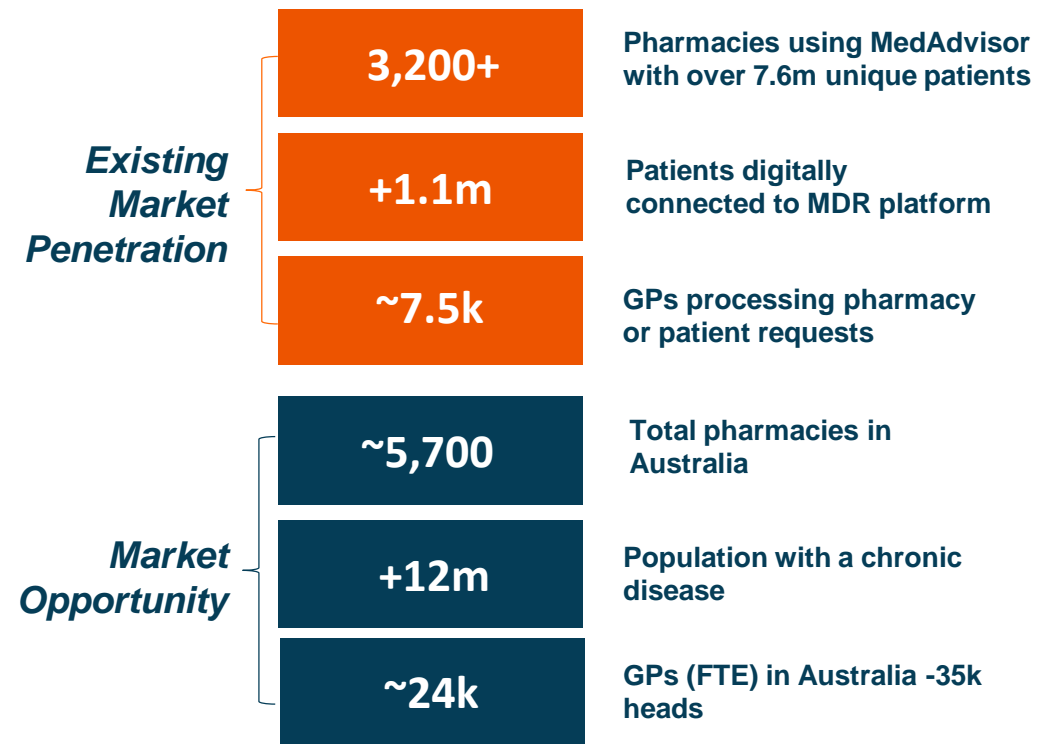 Existing
Market
Penetration
3,200+
Pharmacies using MedAdvisor
with over 7.6m unique patients
+1.1m
Patients digitally
connected to MDR platform
~7.5k
GPs processing pharmacy
or patient requests
Market
Opportunity
~5,700
Total pharmacies in
Australia
+12m
Population with a chronic
disease
~24k
GPs (FTE) in Australia -35k
heads